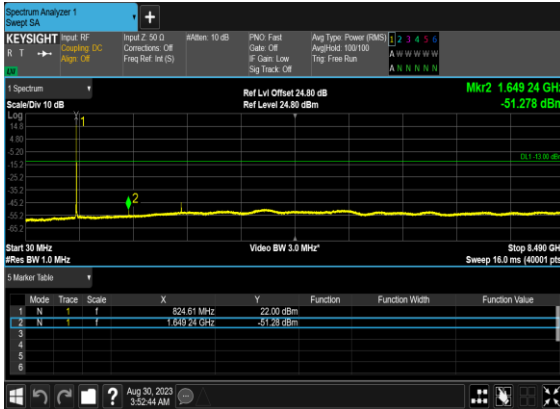 Spectrum Analyzer 1
Swept SA
+
KEYSIGHT
R T
LV
Input: RF
Coupling: DC
Align: Off
Input Z: 50 Ω
Corrections: Off
Freq Ref: Int (S)
#Atten: 10 dB
PNO: Fast
Gate: Off
IF Gain: Low
Sig Track: Off
Avg Type: Power (RMS)
Avg|Hold: 100/100
Trig: Free Run
1 2 3 4 5 6
A W W W W W
A N N N N N
1 Spectrum
Scale/Div 10 dB
Ref Lvl Offset 24.80 dB
Ref Level 24.80 dBm
Mkr2 1.649 24 GHz
-51.278 dBm
Log
14.8
4.80
-5.20
-15.2
-25.2
-35.2
-45.2
-55.2
-65.2
1
2
DL1 -13.00 dBm
Start 30 MHz
#Res BW 1.0 MHz
Video BW 3.0 MHz*
Stop 8.490 GHz
Sweep 16.0 ms (40001 pts)
5 Marker Table
Mode Trace Scale X Y Function Function Width Function Value
1 N 1 f 824.61 MHz 22.00 dBm
2 N 1 f 1.649 24 GHz -51.28 dBm
3
4
5
6
?
Aug 30, 2023
3:52:44 AM